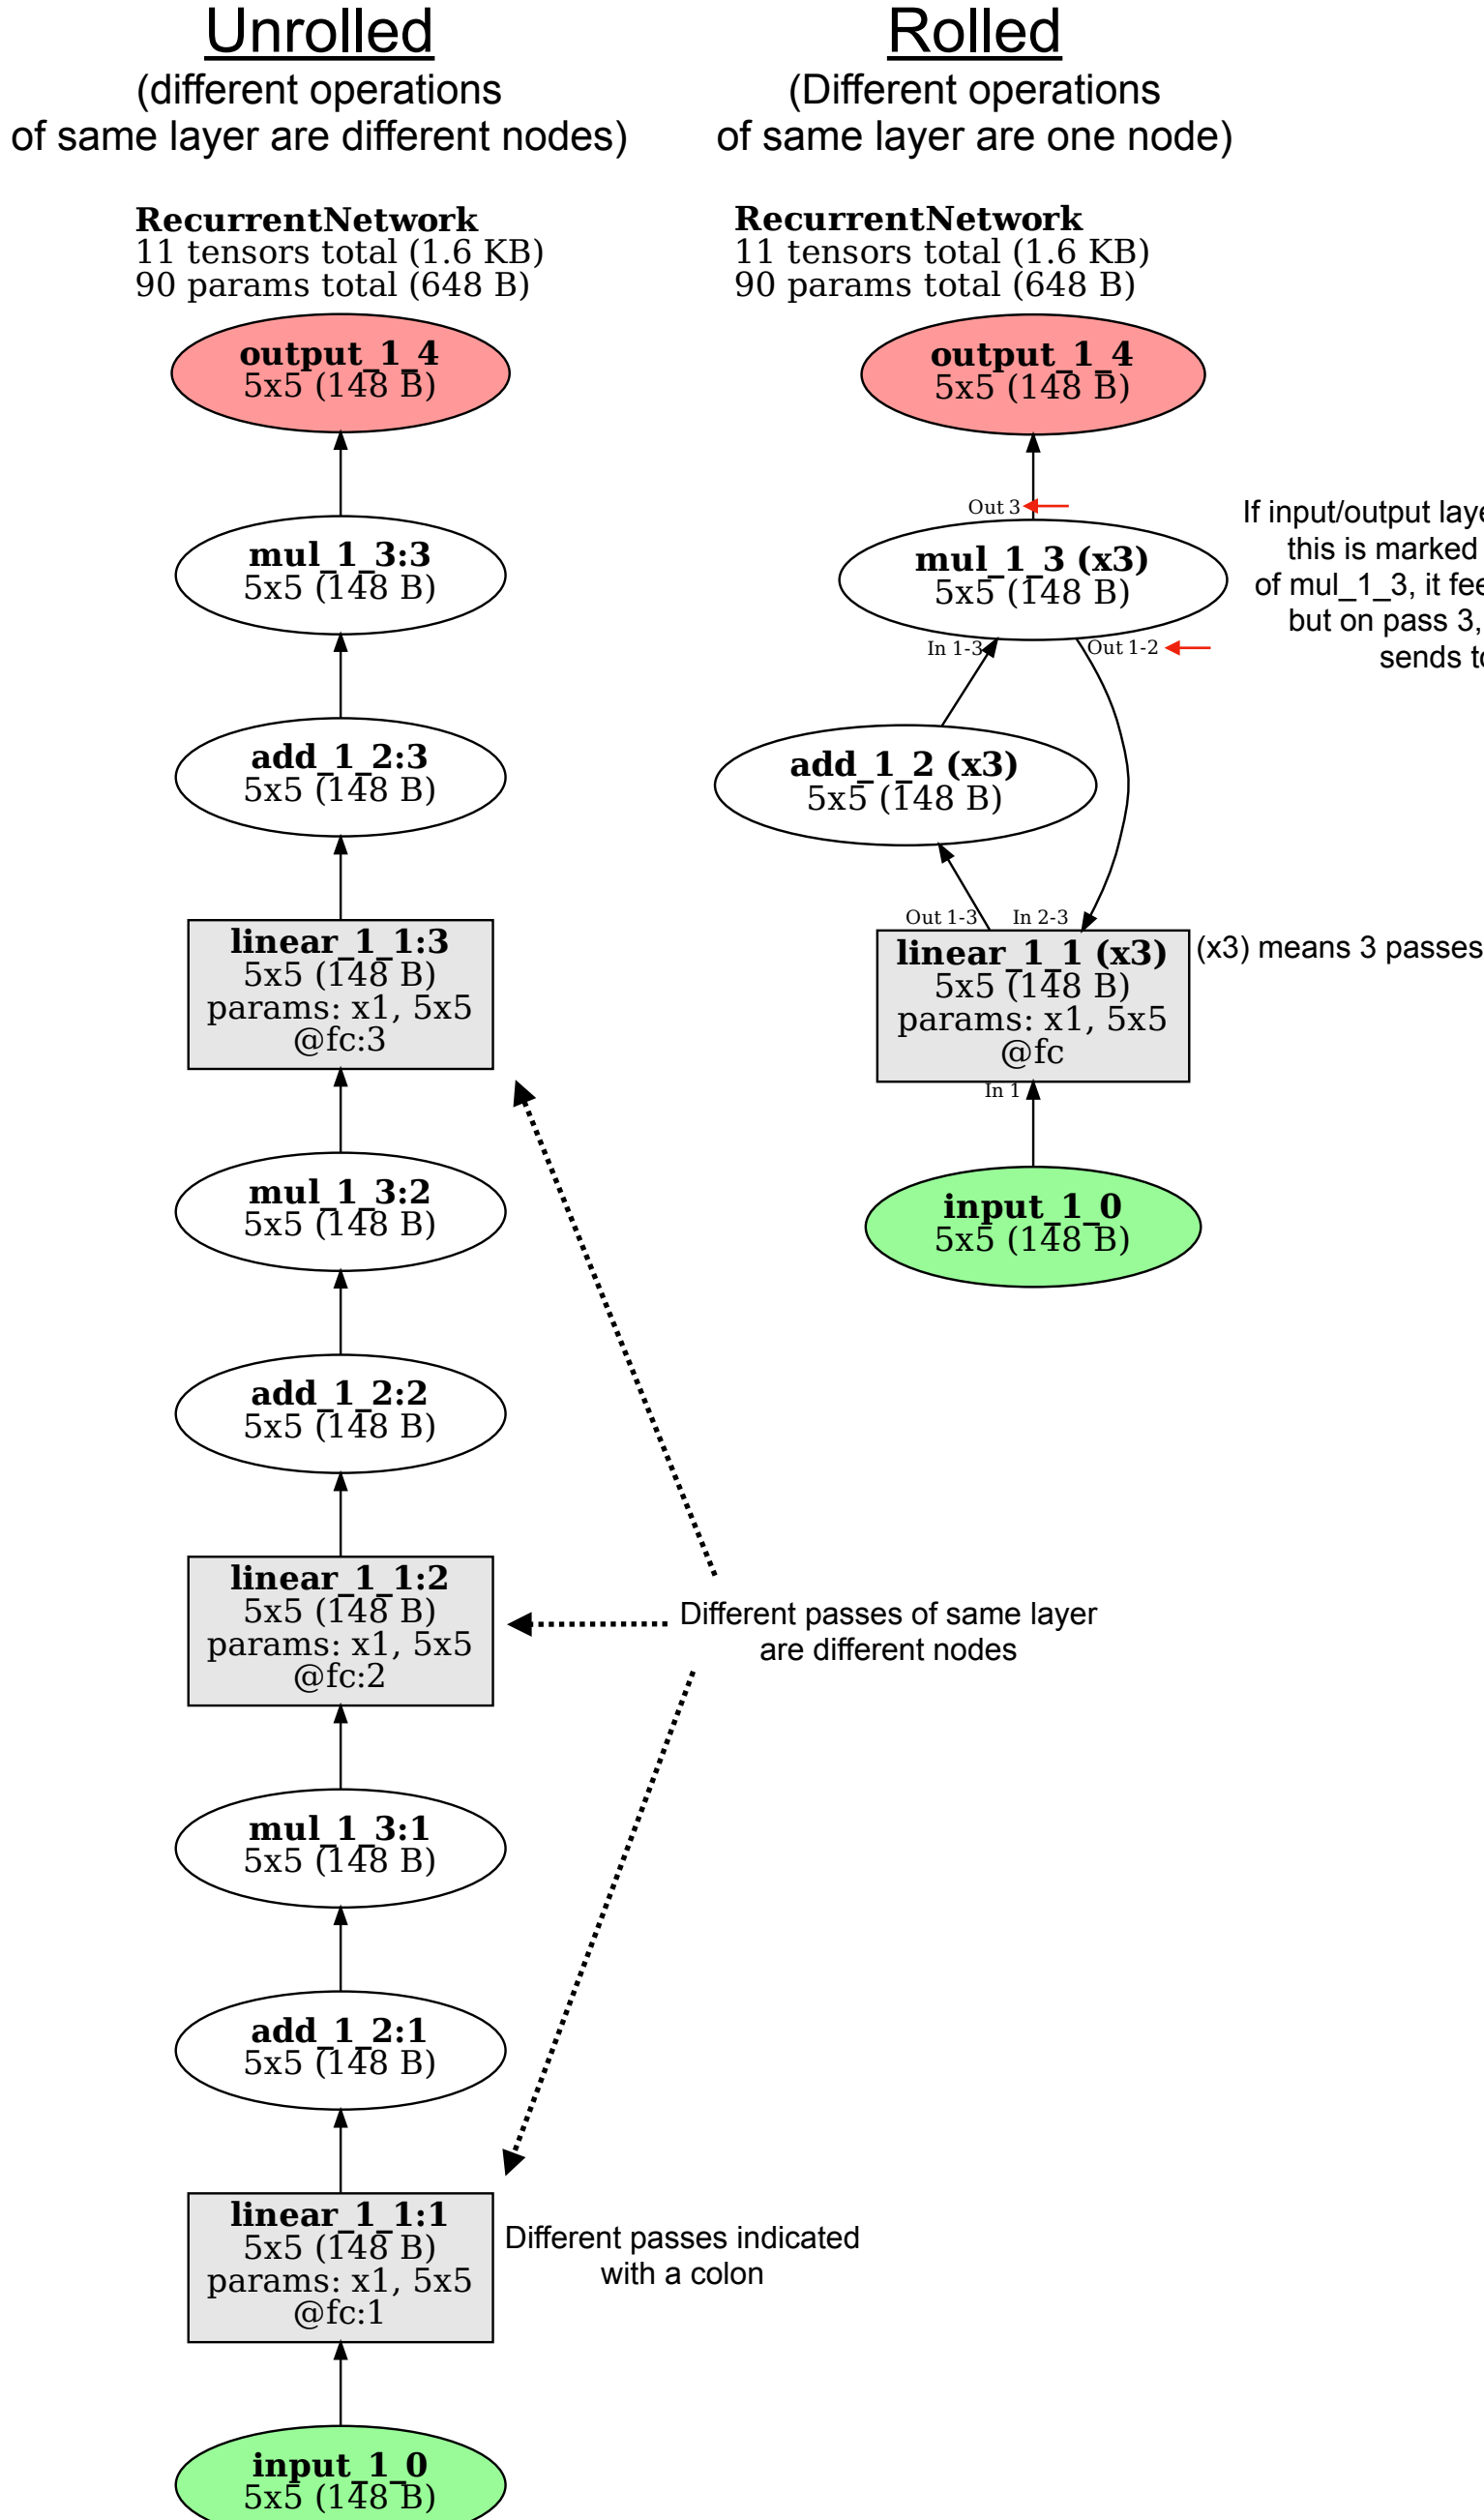 Unrolled
(different operations
of same layer are different nodes)
RecurrentNetwork
11 tensors total (1.6 KB)
90 params total (648 B)
output_1_4
5x5 (148 B)
mul_1_3:3
5x5 (148 B)
add_1_2:3
5x5 (148 B)
linear_1_1:3
5x5 (148 B)
params: x1, 5x5
@fc:3
mul_1_3:2
5x5 (148 B)
add_1_2:2
5x5 (148 B)
linear_1_1:2
5x5 (148 B)
params: x1, 5x5
@fc:2
Different passes of same layer
are different nodes
mul_1_3:1
5x5 (148 B)
add_1_2:1
5x5 (148 B)
linear_1_1:1
5x5 (148 B)
params: x1, 5x5
@fc:1
Different passes indicated
with a colon
input_1_0
5x5 (148 B)
Rolled
(Different operations
of same layer are one node)
RecurrentNetwork
11 tensors total (1.6 KB)
90 params total (648 B)
output_1_4
5x5 (148 B)
Out 3
mul_1_3 (x3)
5x5 (148 B)
In 1-3
Out 1-2
If input/output
this is marked
of mul_1_3, it
but on pass 3,
sends
add_1_2 (x3)
5x5 (148 B)
Out 1-3
In 2-3
linear_1_1 (x3)
5x5 (148 B)
params: x1, 5x5
@fc
(x3) means 3 passes
In 1
input_1_0
5x5 (148 B)